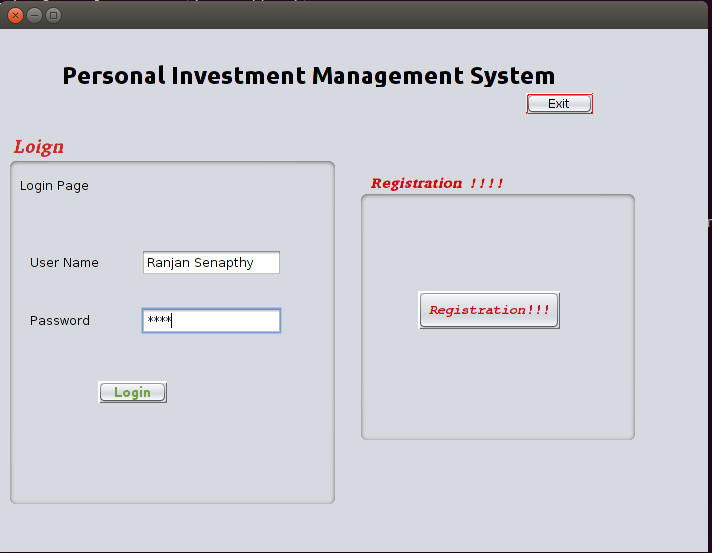 Personal Investment Management System
Exit
Loign
Login Page
User Name Ranjan Senapthy
Password ****
Login
Registration !!!!
Registration!!!